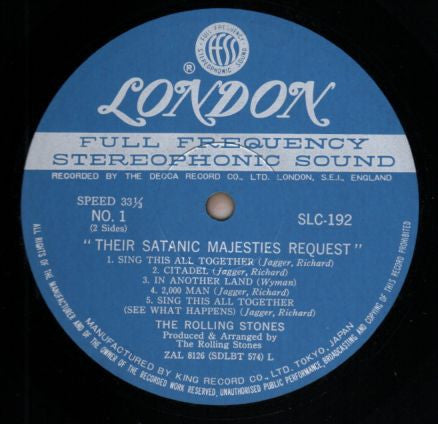 FULL FREQUENCY
ffss
STEREOPHONIC SOUND
®
LONDON
FULL FREQUENCY
STEREOPHONIC SOUND
RECORDED BY THE DECCA RECORD CO., LTD. LONDON, S.E.I., ENGLAND
SPEED 33⅓
NO. 1
SLC-192
(2 Sides)
"THEIR SATANIC MAJESTIES REQUEST"
1. SING THIS ALL TOGETHER (Jagger, Richard)
2. CITADEL (Jagger, Richard)
3. IN ANOTHER LAND (Wyman)
4. 2,000 MAN (Jagger, Richard)
5. SING THIS ALL TOGETHER
(SEE WHAT HAPPENS) (Jagger, Richard)
THE ROLLING STONES
Produced & Arranged by
The Rolling Stones
ZAL 8126 (SDLBT 574) L
MANUFACTURED BY KING RECORD CO., LTD. TOKYO, JAPAN
ALL RIGHTS OF THE MANUFACTURER AND OF THE OWNER OF THE RECORDED WORK RESERVED, UNAUTHORISED PUBLIC PERFORMANCE, BROADCASTING AND COPYING OF THIS RECORD PROHIBITED